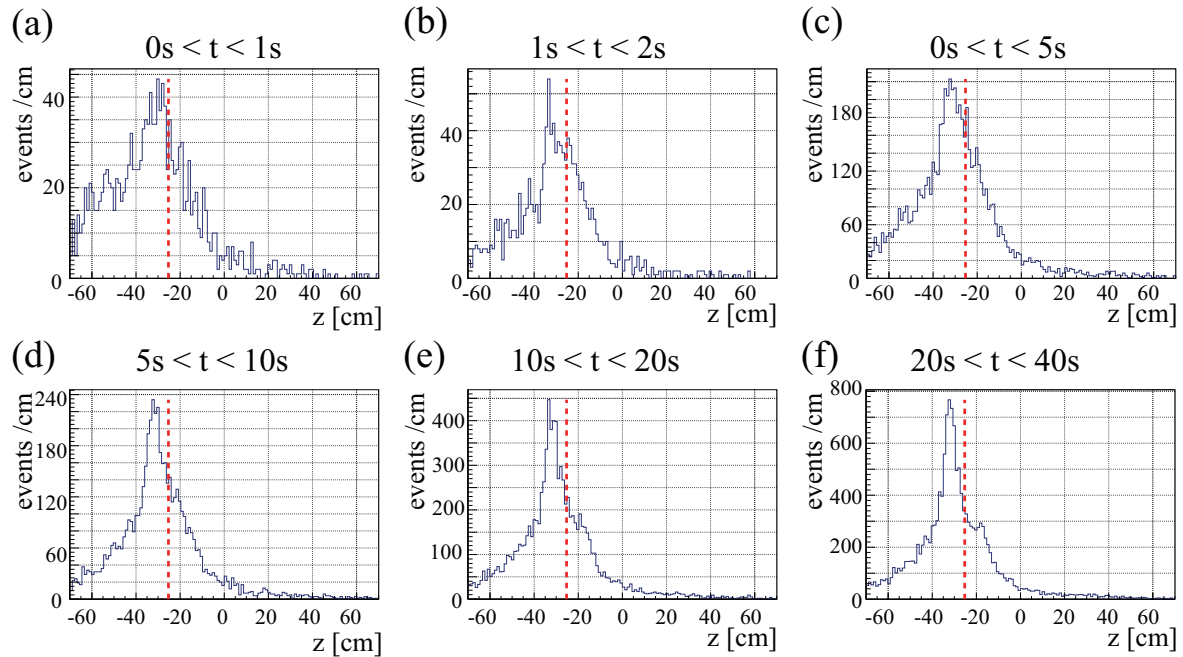 (a)
0s < t < 1s
events /cm
40
20
0
-60 -40 -20 0 20 40 60
z [cm]
(b)
1s < t < 2s
events /cm
40
20
0
-60 -40 -20 0 20 40 60
z [cm]
(c)
0s < t < 5s
events /cm
180
120
60
0
-60 -40 -20 0 20 40 60
z [cm]
(d)
5s < t < 10s
events /cm
240
180
120
60
0
-60 -40 -20 0 20 40 60
z [cm]
(e)
10s < t < 20s
events /cm
400
300
200
100
0
-60 -40 -20 0 20 40 60
z [cm]
(f)
20s < t < 40s
events /cm
800
600
400
200
0
-60 -40 -20 0 20 40 60
z [cm]